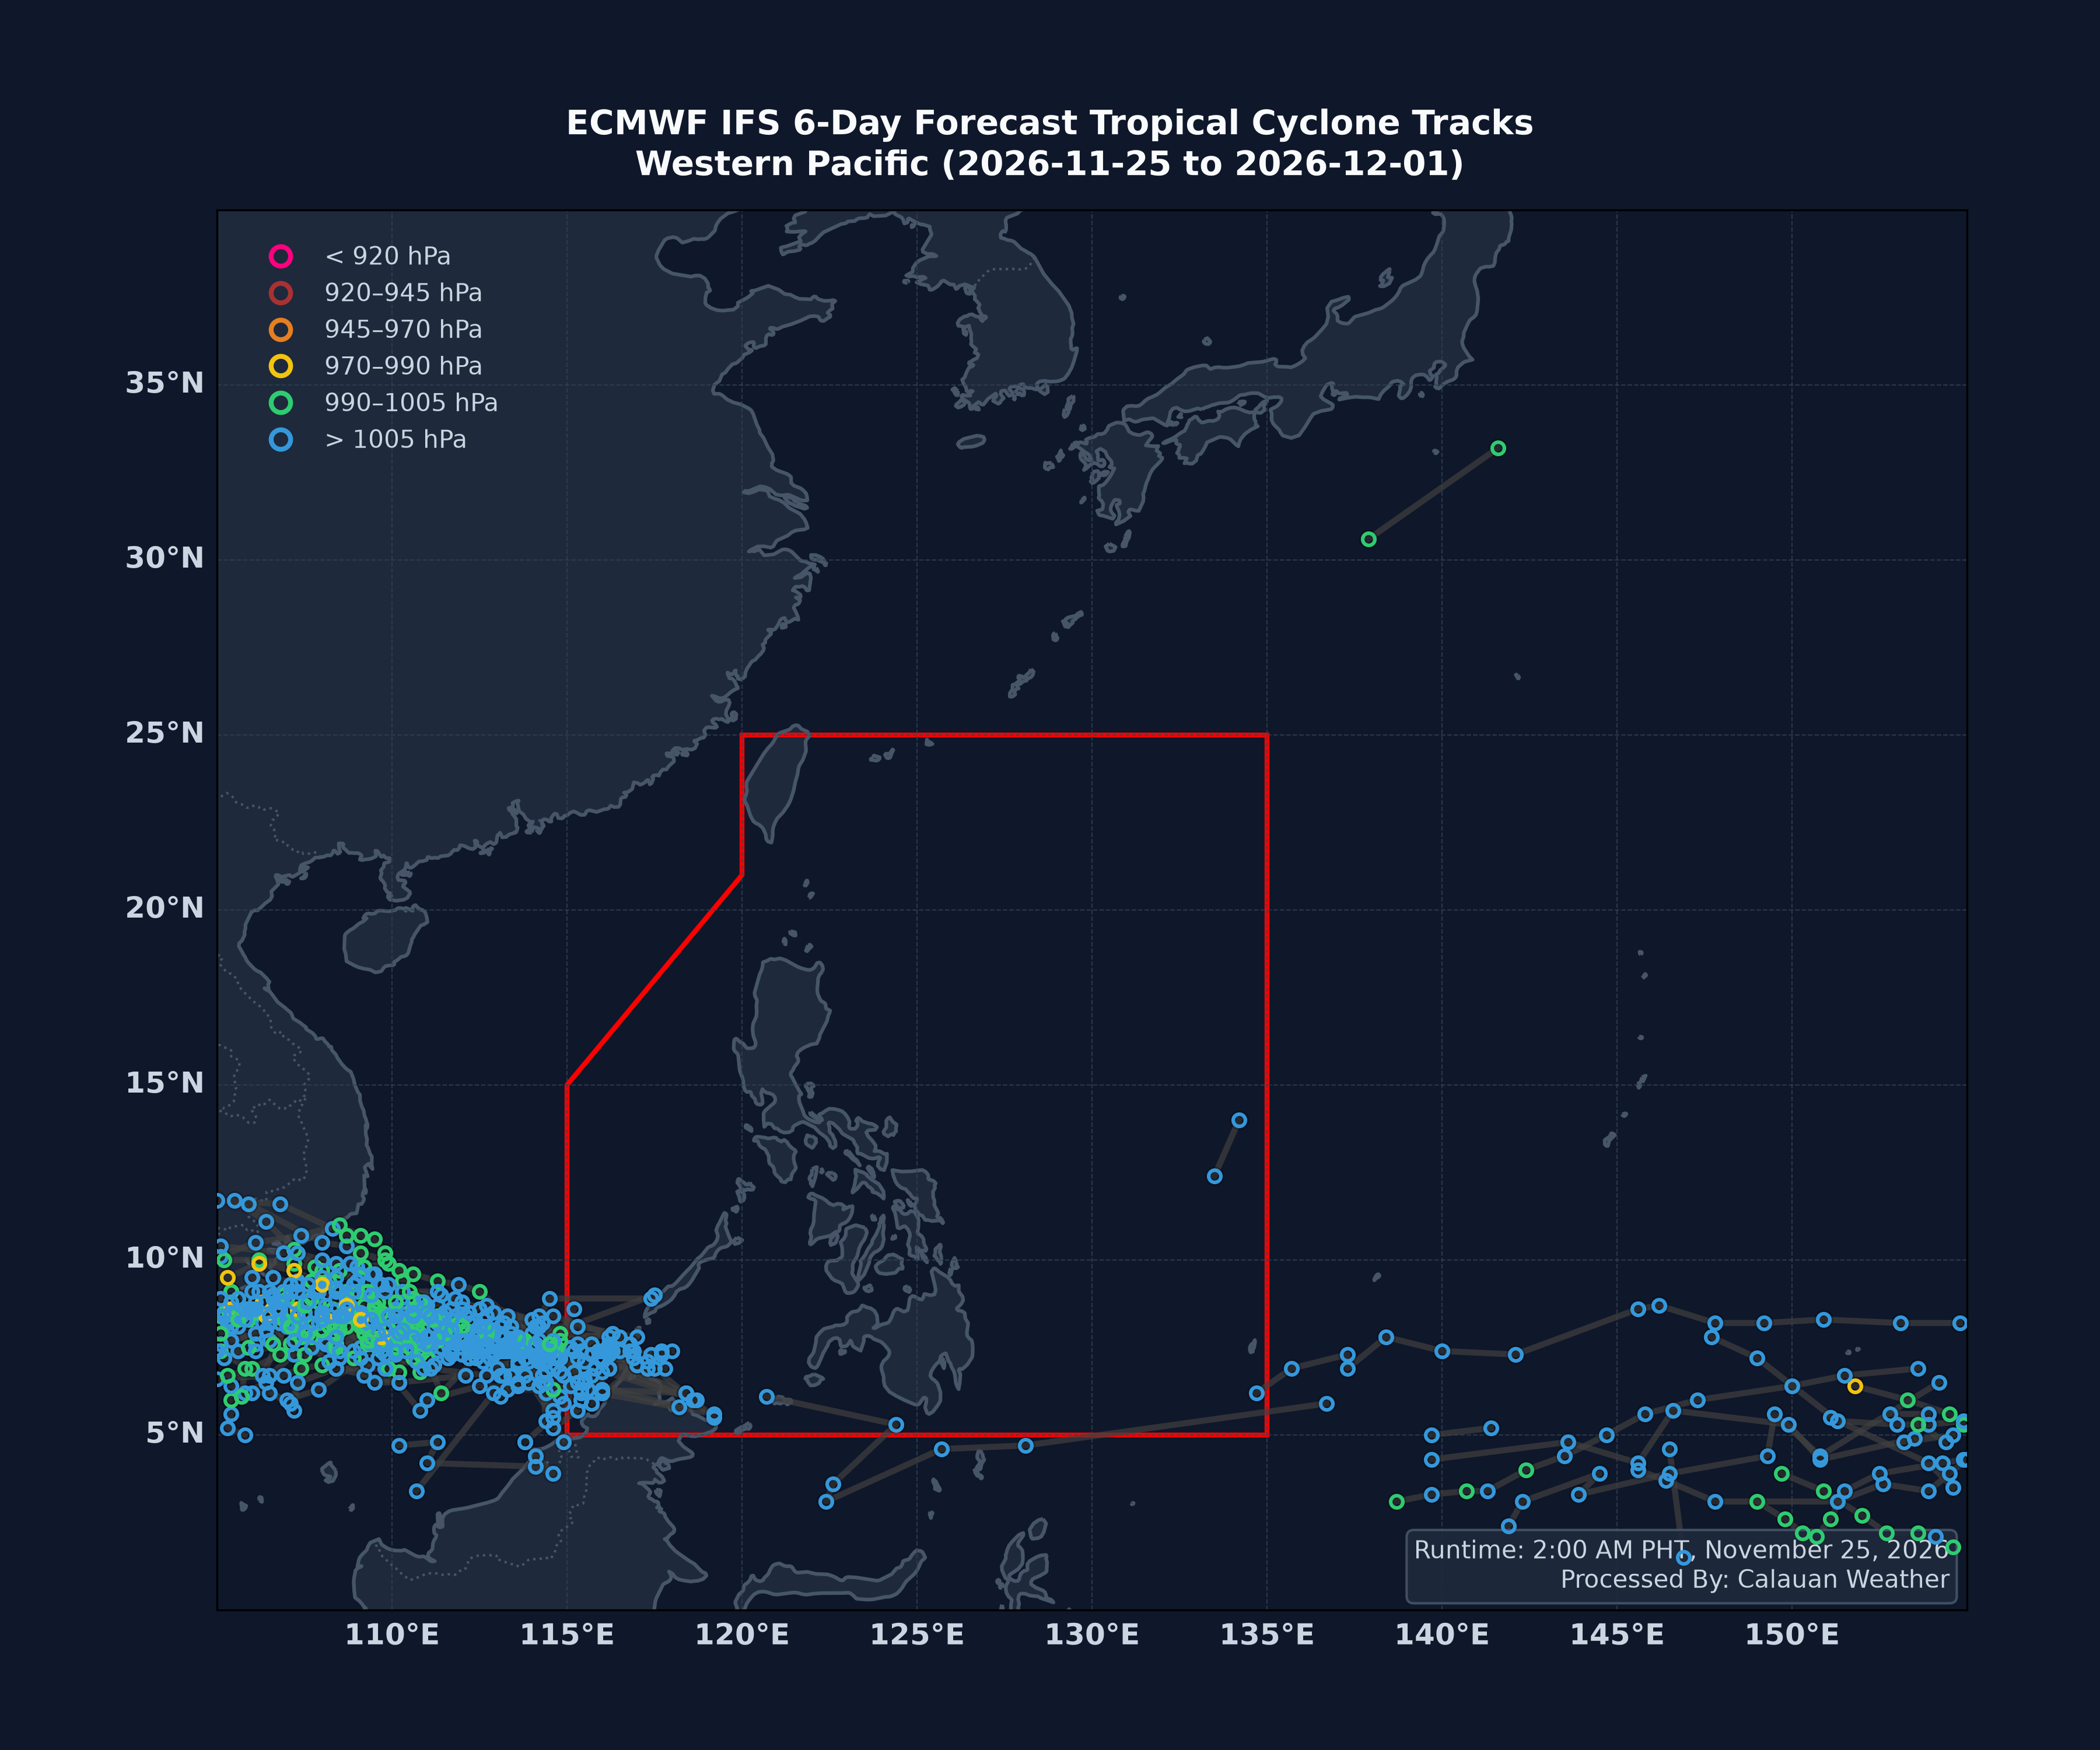 ECMWF IFS 6-Day Forecast Tropical Cyclone Tracks
Western Pacific (2026-11-25 to 2026-12-01)
< 920 hPa
920–945 hPa
945–970 hPa
970–990 hPa
990–1005 hPa
> 1005 hPa
35°N
30°N
25°N
20°N
15°N
10°N
5°N
Runtime: 2:00 AM PHT, November 25, 2026
Processed By: Calauan Weather
110°E 115°E 120°E 125°E 130°E 135°E 140°E 145°E 150°E